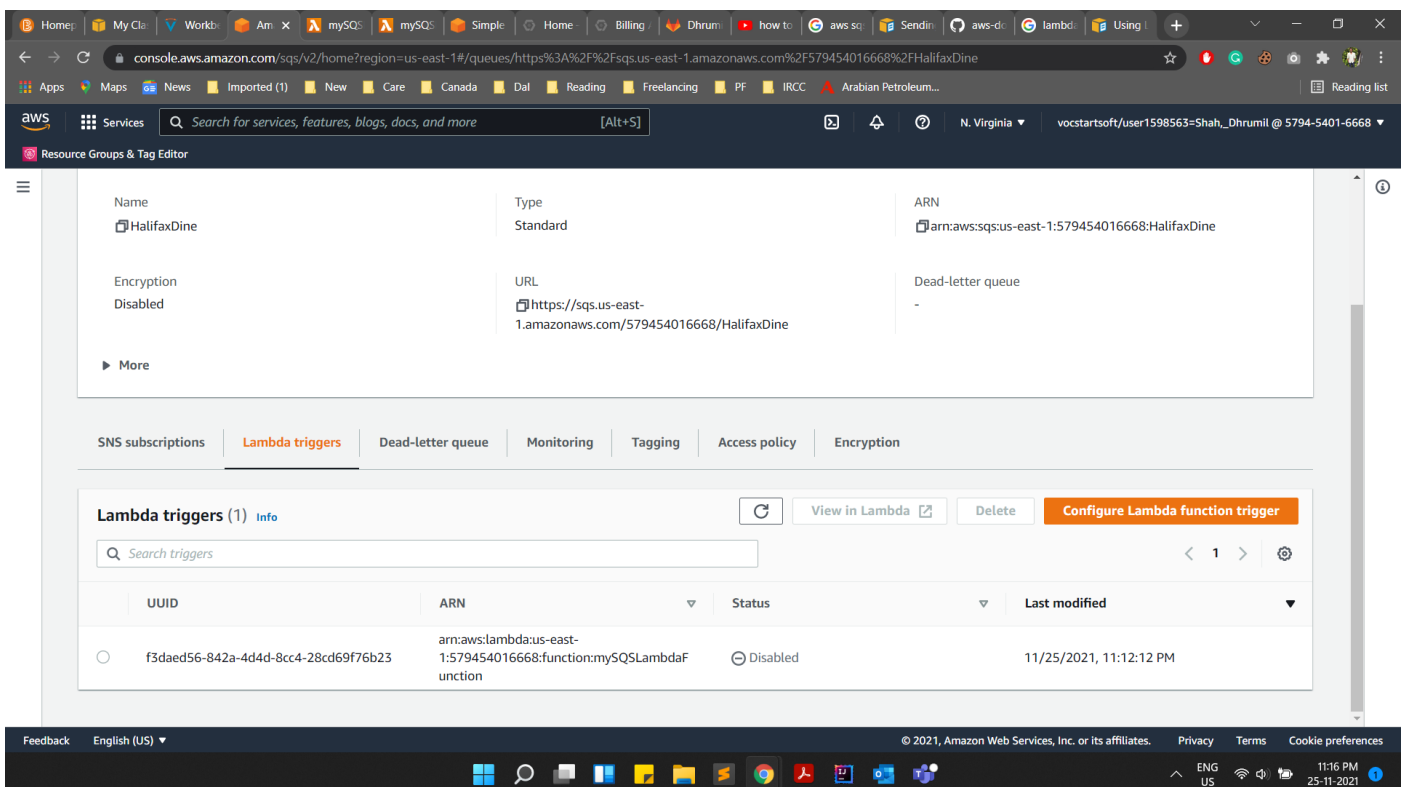 Homep
My Cla
Workbe
Am
mySQS
mySQS
Simple
Home -
Billing /
Dhrumi
how to
aws sq
Sendin
aws-do
lambda
Using l
console.aws.amazon.com/sqs/v2/home?region=us-east-1#/queues/https%3A%2F%2Fsqs.us-east-1.amazonaws.com%2F579454016668%2FHalifaxDine
Apps Maps News Imported (1) New Care Canada Dal Reading Freelancing PF IRCC Arabian Petroleum... Reading list
aws Services Search for services, features, blogs, docs, and more [Alt+S] N. Virginia ▼ vocstartsoft/user1598563=Shah,_Dhrumil @ 5794-5401-6668 ▼
Resource Groups & Tag Editor
Name Type ARN
HalifaxDine Standard arn:aws:sqs:us-east-1:579454016668:HalifaxDine
Encryption URL Dead-letter queue
Disabled https://sqs.us-east- -
1.amazonaws.com/579454016668/HalifaxDine
More
SNS subscriptions Lambda triggers Dead-letter queue Monitoring Tagging Access policy Encryption
Lambda triggers (1) Info View in Lambda Delete Configure Lambda function trigger
Search triggers 1
UUID ARN Status Last modified
arn:aws:lambda:us-east-
f3daed56-842a-4d4d-8cc4-28cd69f76b23 1:579454016668:function:mySQSLambdaF Disabled 11/25/2021, 11:12:12 PM
unction
Feedback English (US) ▼ © 2021, Amazon Web Services, Inc. or its affiliates. Privacy Terms Cookie preferences
ENG 11:16 PM
US 25-11-2021 1